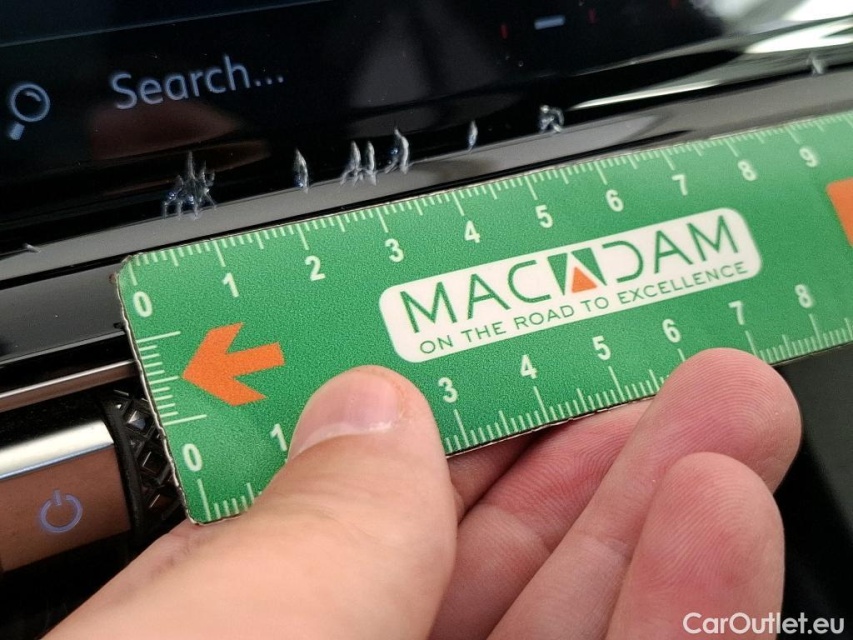 Search...
0 1 2 3 4 5 6 7 8 9
MACADAM
ON THE ROAD TO EXCELLENCE
0 1 3 4 5 6 7 8
CarOutlet.eu